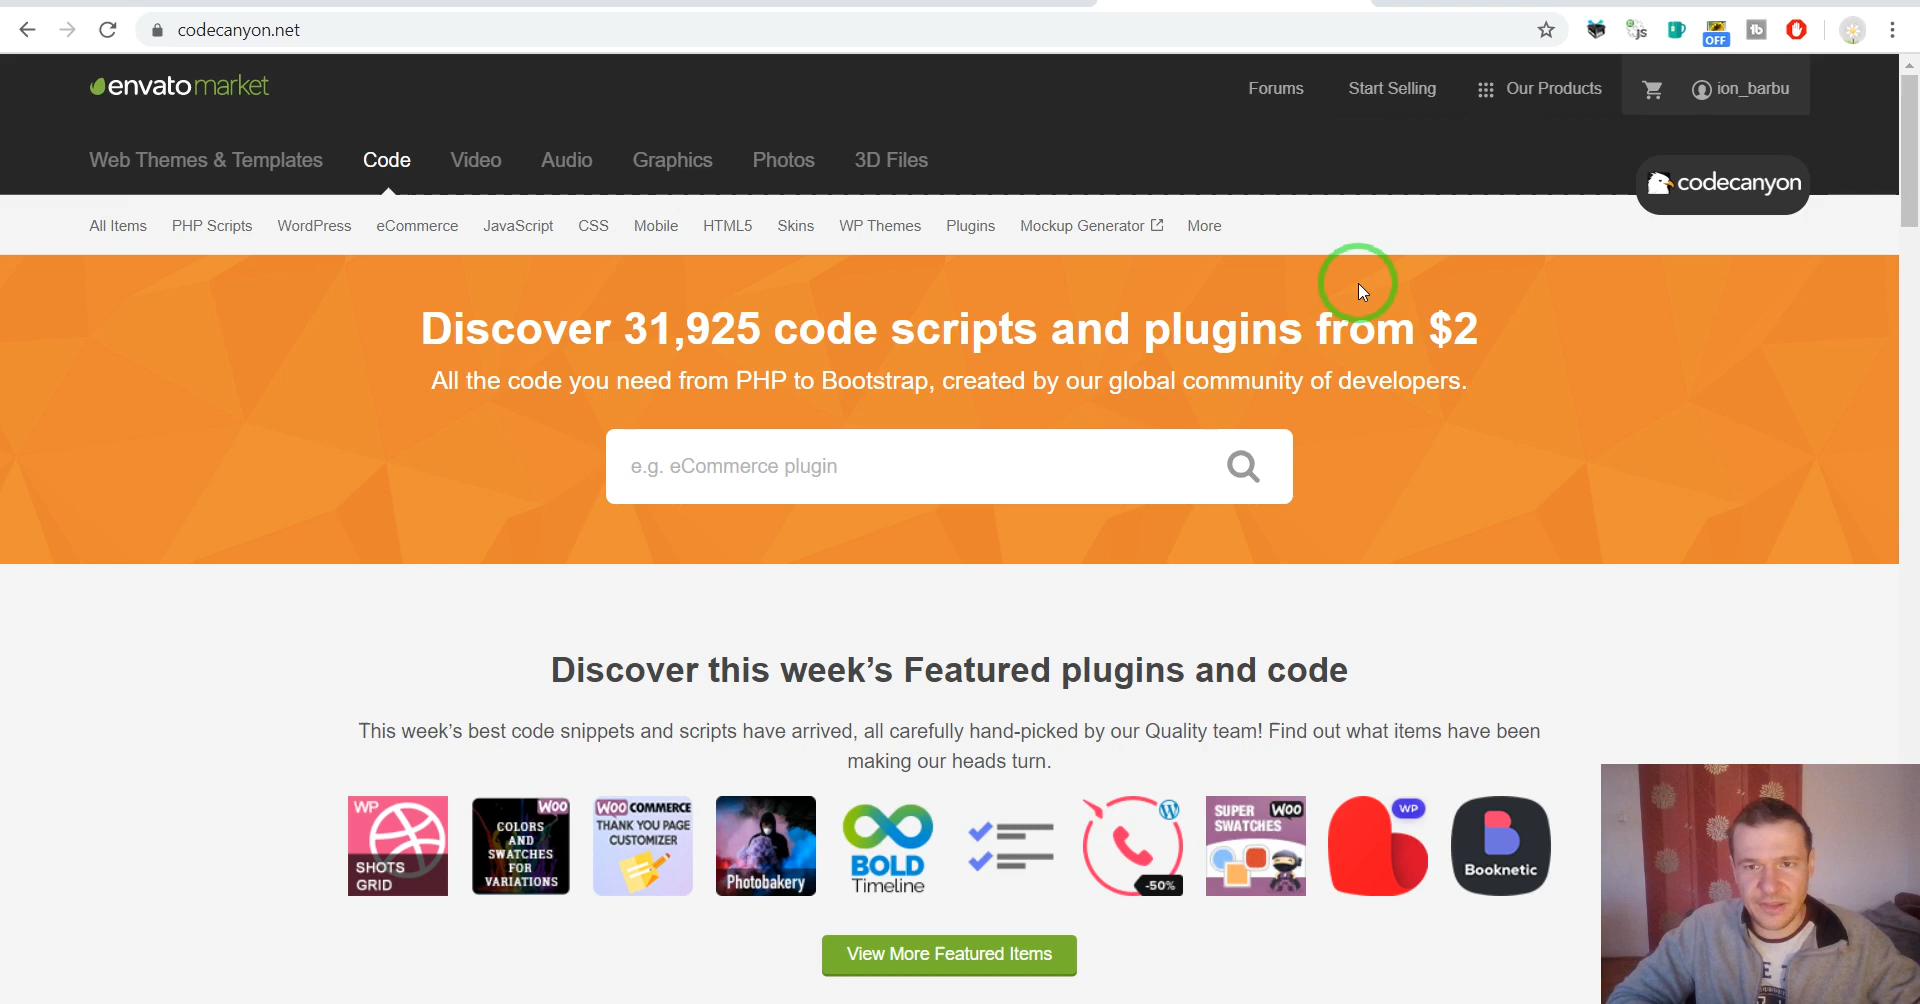 codecanyon.net
JS
OFF
tb
envato market
Forums
Start Selling
Our Products
ion_barbu
Web Themes & Templates
Code
Video
Audio
Graphics
Photos
3D Files
codecanyon
All Items
PHP Scripts
WordPress
eCommerce
JavaScript
CSS
Mobile
HTML5
Skins
WP Themes
Plugins
Mockup Generator
More
Discover 31,925 code scripts and plugins from $2
All the code you need from PHP to Bootstrap, created by our global community of developers.
e.g. eCommerce plugin
Discover this week’s Featured plugins and code
This week’s best code snippets and scripts have arrived, all carefully hand-picked by our Quality team! Find out what items have been
making our heads turn.
WP
SHOTS
GRID
WOO
COLORS
AND
SWATCHES
FOR
VARIATIONS
WOO COMMERCE
THANK YOU PAGE
CUSTOMIZER
Photobakery
BOLD
Timeline
-50%
SUPER WOO
SWATCHES
WP
Booknetic
View More Featured Items